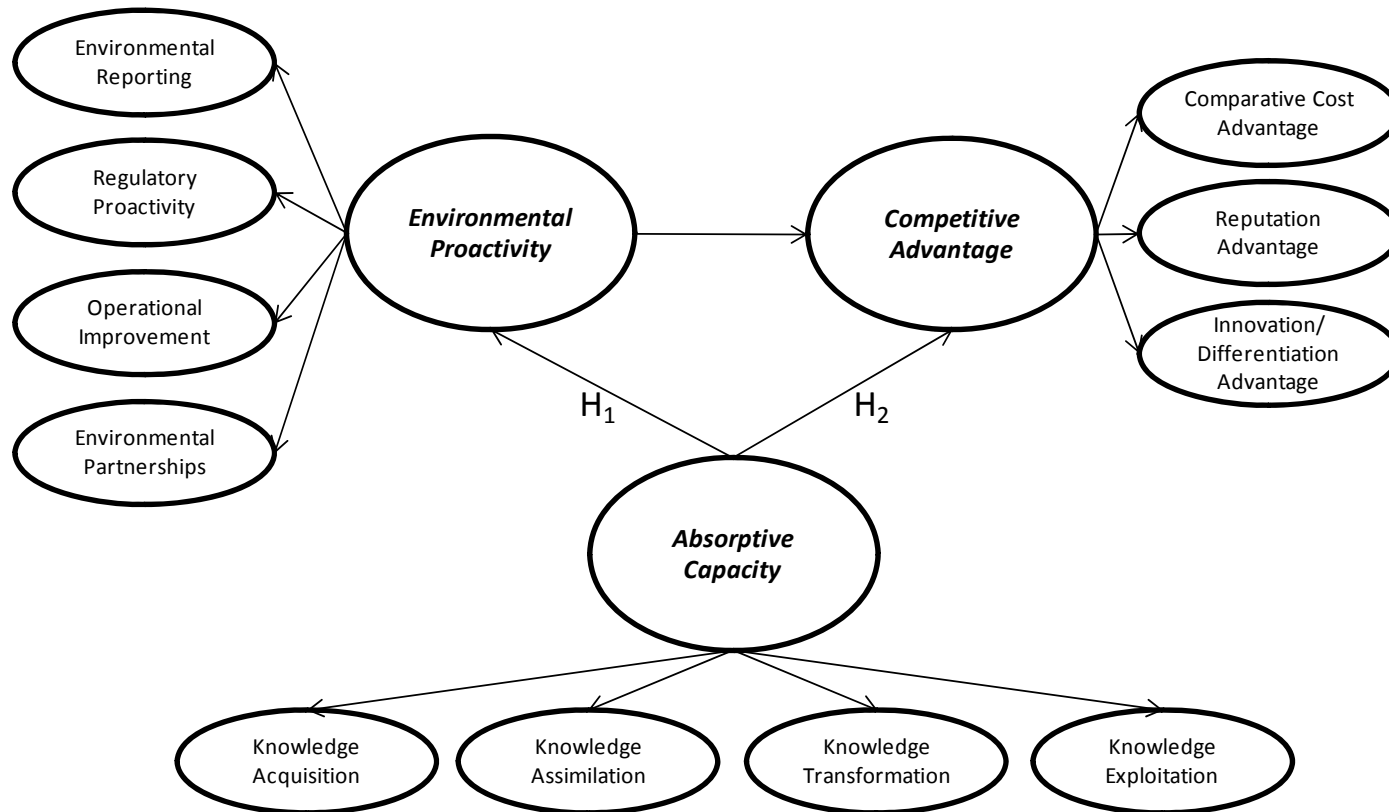 Environmental
Reporting
Regulatory
Proactivity
Operational
Improvement
Environmental
Partnerships
Environmental
Proactivity
Competitive
Advantage
Comparative Cost
Advantage
Reputation
Advantage
Innovation/
Differentiation
Advantage
H₁
H₂
Absorptive
Capacity
Knowledge
Acquisition
Knowledge
Assimilation
Knowledge
Transformation
Knowledge
Exploitation